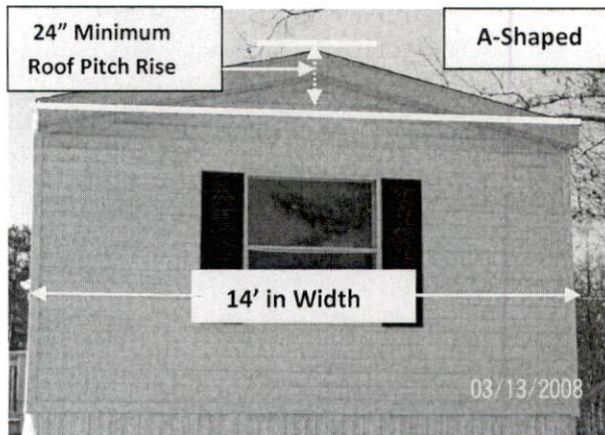 24” Minimum
Roof Pitch Rise
A-Shaped
14’ in Width
03/13/2008